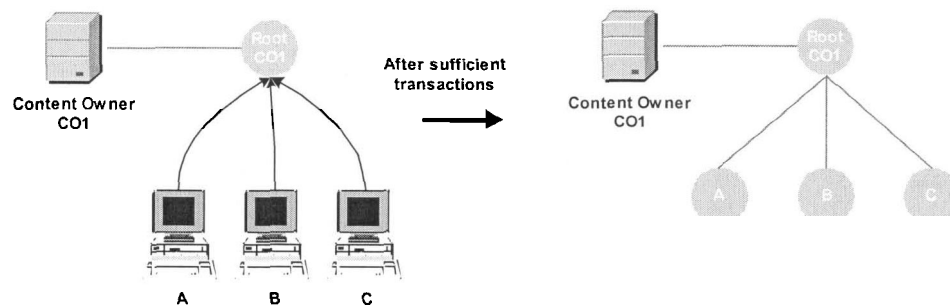 Root
CO1
Content Owner
CO1
A
B
C
After sufficient
transactions
Root
CO1
Content Owner
CO1
A
B
C